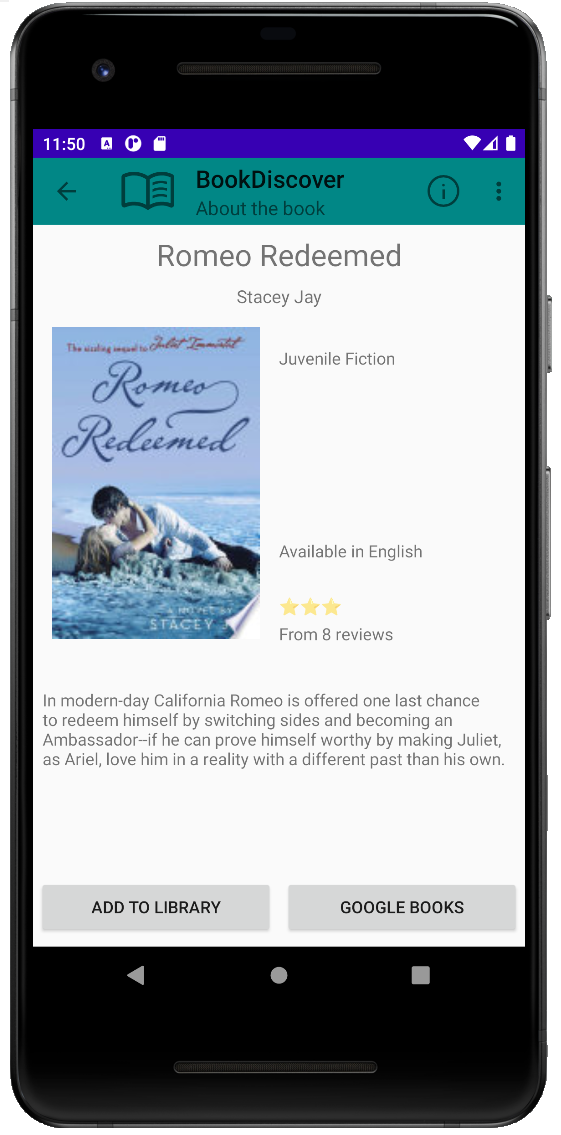 11:50
BookDiscover
About the book
Romeo Redeemed
Stacey Jay
The sizzling sequel to Juliet Immortal
Romeo
Redeemed
A NOVEL BY
STACEY J
Juvenile Fiction
Available in English
⭐⭐⭐
From 8 reviews
In modern-day California Romeo is offered one last chance
to redeem himself by switching sides and becoming an
Ambassador--if he can prove himself worthy by making Juliet,
as Ariel, love him in a reality with a different past than his own.
ADD TO LIBRARY
GOOGLE BOOKS